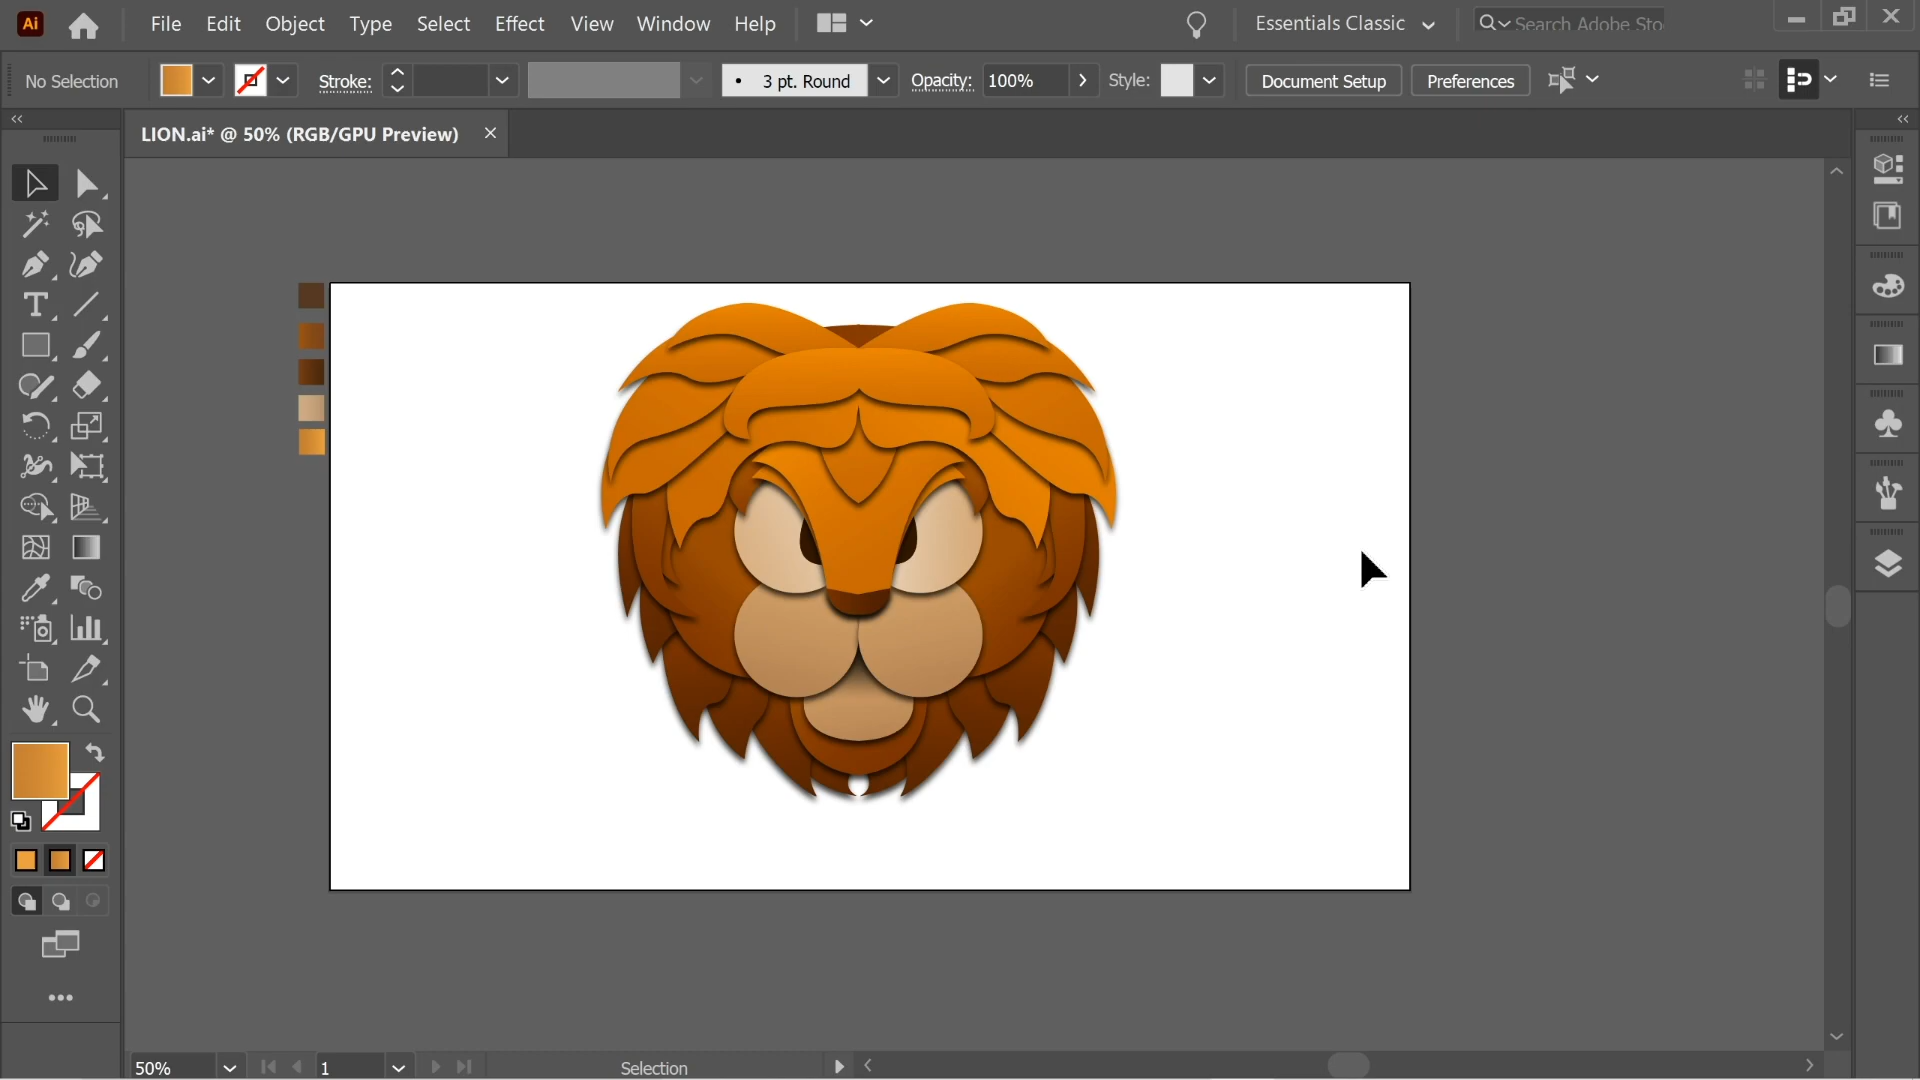 Ai File Edit Object Type Select Effect View Window Help Essentials Classic Search Adobe Sto
No Selection Stroke: 3 pt. Round Opacity: 100% Style: Document Setup Preferences
LION.ai* @ 50% (RGB/GPU Preview)
50% 1 Selection